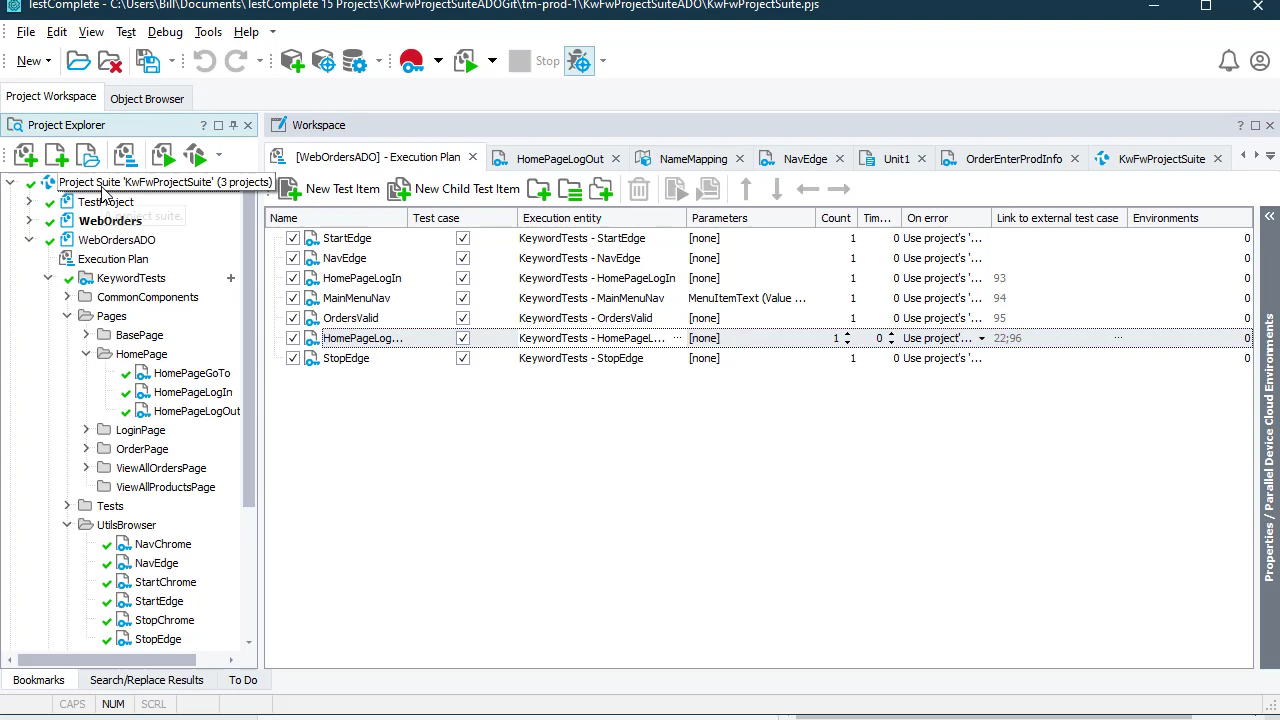 TestComplete - C:\Users\Bill\Documents\TestComplete 15 Projects\KwFwProjectSuiteADOGit\tm-prod-1\KwFwProjectSuiteADO\KwFwProjectSuite.pjs
File Edit View Test Debug Tools Help
New Stop
Project Workspace Object Browser
Project Explorer ?
Project Suite 'KwFwProjectSuite' (3 projects)
TestProject
A project suite.
WebOrders
WebOrdersADO
Execution Plan
KeywordTests
CommonComponents
Pages
BasePage
HomePage
HomePageGoTo
HomePageLogIn
HomePageLogOut
LoginPage
OrderPage
ViewAllOrdersPage
ViewAllProductsPage
Tests
UtilsBrowser
NavChrome
NavEdge
StartChrome
StartEdge
StopChrome
StopEdge
Workspace ?
[WebOrdersADO] - Execution Plan HomePageLogOut NameMapping NavEdge Unit1 OrderEnterProdInfo KwFwProjectSuite
New Test Item New Child Test Item
Name Test case Execution entity Parameters Count Tim... On error Link to external test case Environments
StartEdge KeywordTests - StartEdge [none] 1 0 Use project's '... 0
NavEdge KeywordTests - NavEdge [none] 1 0 Use project's '... 0
HomePageLogIn KeywordTests - HomePageLogIn [none] 1 0 Use project's '... 93 0
MainMenuNav KeywordTests - MainMenuNav MenuItemText (Value ... 1 0 Use project's '... 94 0
OrdersValid KeywordTests - OrdersValid [none] 1 0 Use project's '... 95 0
HomePageLog... KeywordTests - HomePageL... ... [none] 1 0 Use project'... 22;96 ... 0
StopEdge KeywordTests - StopEdge [none] 1 0 Use project's '... 0
Properties / Parallel Device Cloud Environments
Bookmarks Search/Replace Results To Do
CAPS NUM SCRL